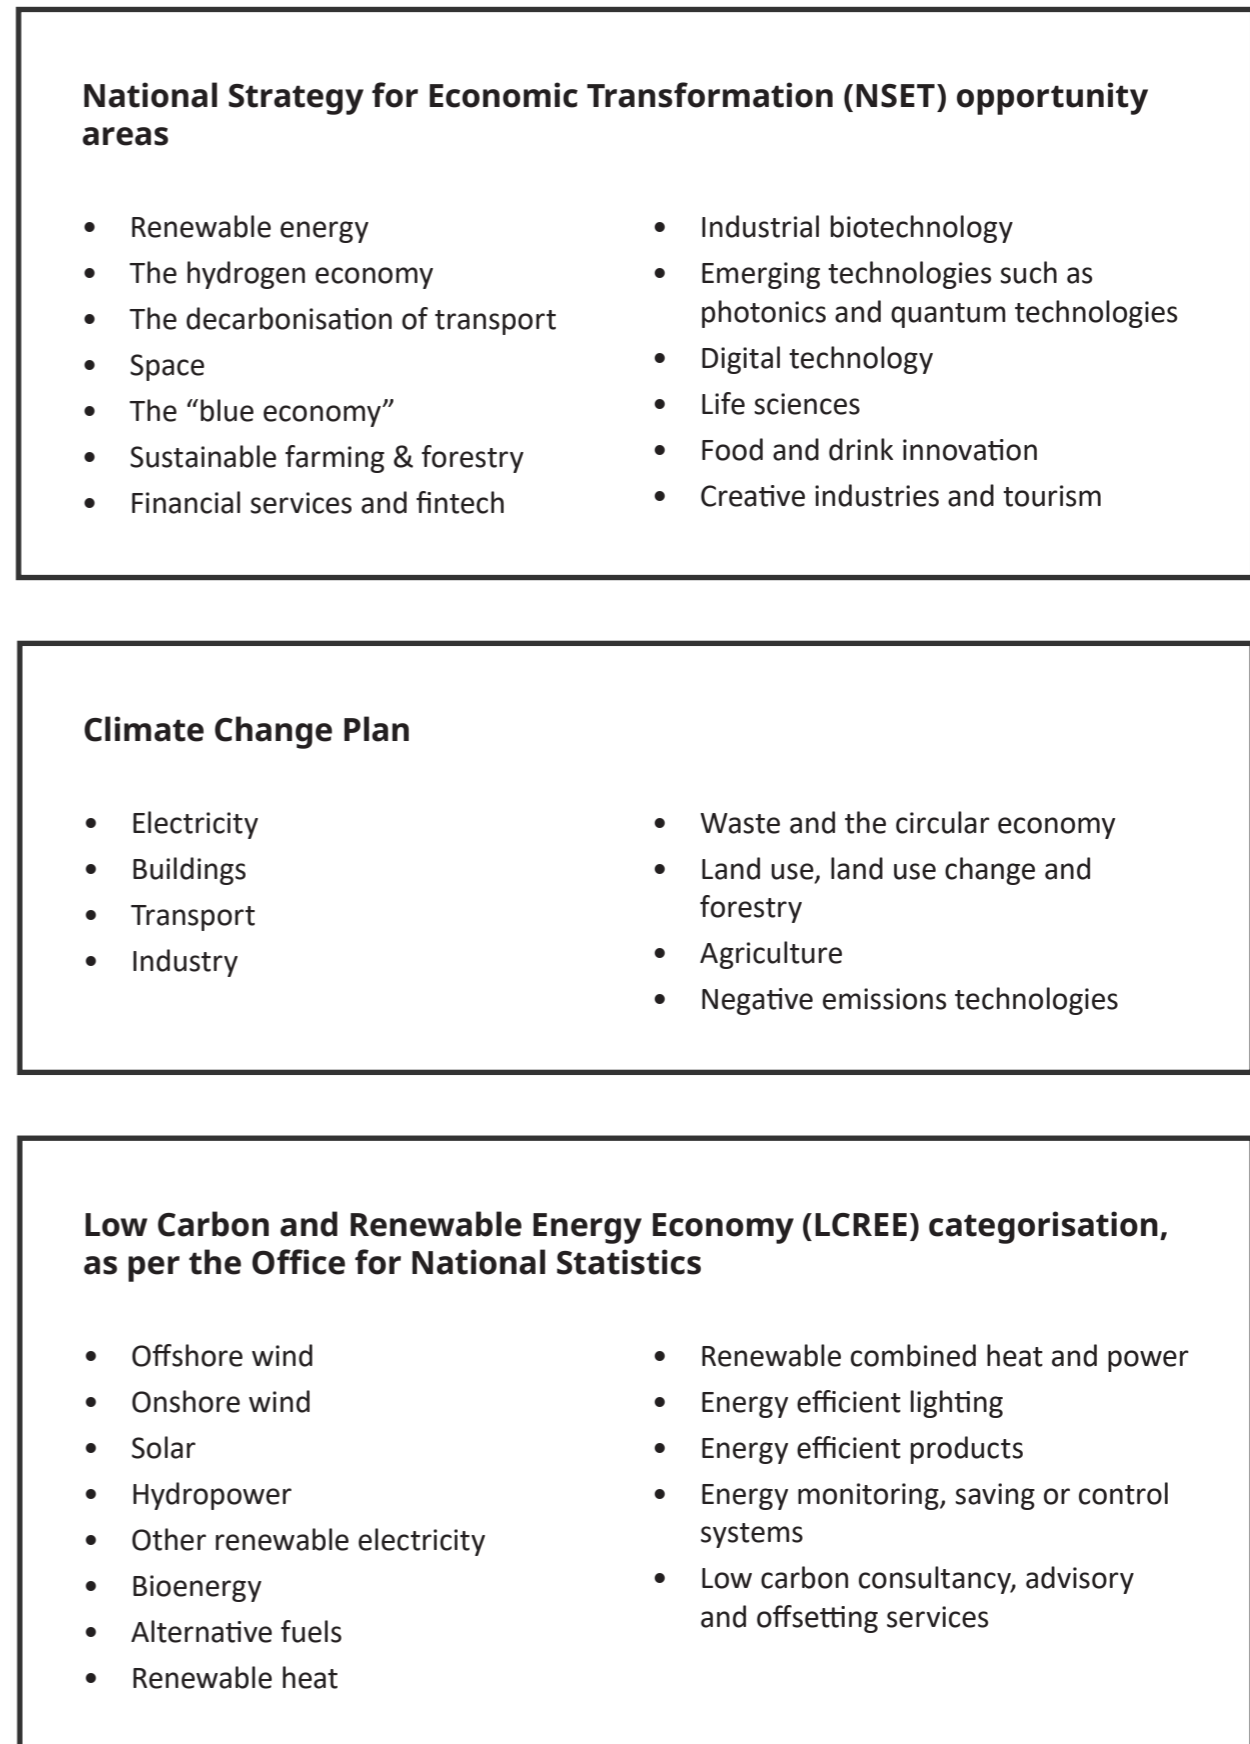 National Strategy for Economic Transformation (NSET) opportunity
areas
• Renewable energy
• The hydrogen economy
• The decarbonisation of transport
• Space
• The “blue economy”
• Sustainable farming & forestry
• Financial services and fintech
• Industrial biotechnology
• Emerging technologies such as
photonics and quantum technologies
• Digital technology
• Life sciences
• Food and drink innovation
• Creative industries and tourism
Climate Change Plan
• Electricity
• Buildings
• Transport
• Industry
• Waste and the circular economy
• Land use, land use change and
forestry
• Agriculture
• Negative emissions technologies
Low Carbon and Renewable Energy Economy (LCREE) categorisation,
as per the Office for National Statistics
• Offshore wind
• Onshore wind
• Solar
• Hydropower
• Other renewable electricity
• Bioenergy
• Alternative fuels
• Renewable heat
• Renewable combined heat and power
• Energy efficient lighting
• Energy efficient products
• Energy monitoring, saving or control
systems
• Low carbon consultancy, advisory
and offsetting services